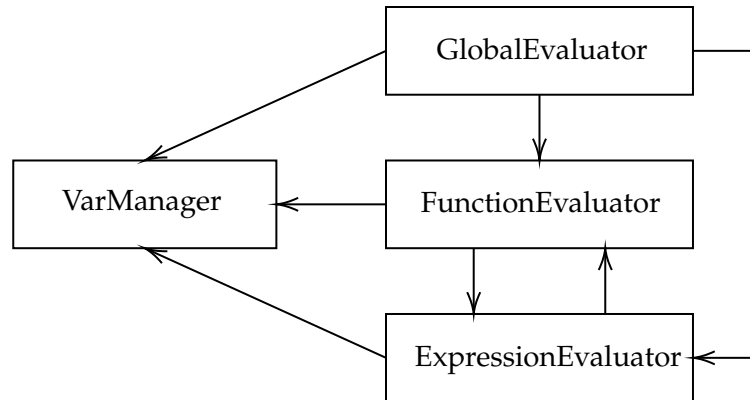 GlobalEvaluator
VarManager
FunctionEvaluator
ExpressionEvaluator